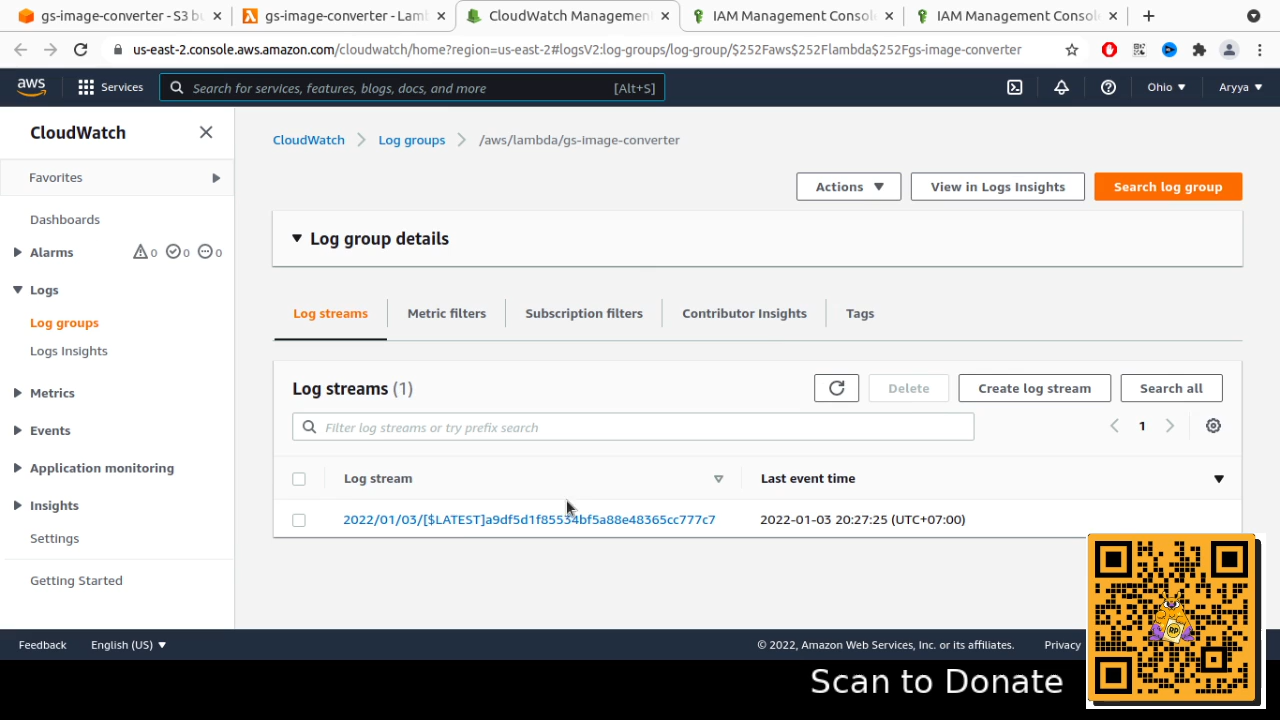 gs-image-converter - S3 bu
gs-image-converter - Lamb
CloudWatch Management
IAM Management Consol
IAM Management Consol
us-east-2.console.aws.amazon.com/cloudwatch/home?region=us-east-2#logsV2:log-groups/log-group/$252Faws$252Flambda$252Fgs-image-converter
aws
Services
Search for services, features, blogs, docs, and more
[Alt+S]
Ohio
Aryya
CloudWatch
Favorites
Dashboards
Alarms
0
0
0
Logs
Log groups
Logs Insights
Metrics
Events
Application monitoring
Insights
Settings
Getting Started
CloudWatch
Log groups
/aws/lambda/gs-image-converter
Actions
View in Logs Insights
Search log group
Log group details
Log streams
Metric filters
Subscription filters
Contributor Insights
Tags
Log streams (1)
Delete
Create log stream
Search all
Filter log streams or try prefix search
1
Log stream
Last event time
2022/01/03/[$LATEST]a9df5d1f85534bf5a88e48365cc777c7
2022-01-03 20:27:25 (UTC+07:00)
Feedback
English (US)
© 2022, Amazon Web Services, Inc. or its affiliates.
Privacy
Scan to Donate
RP